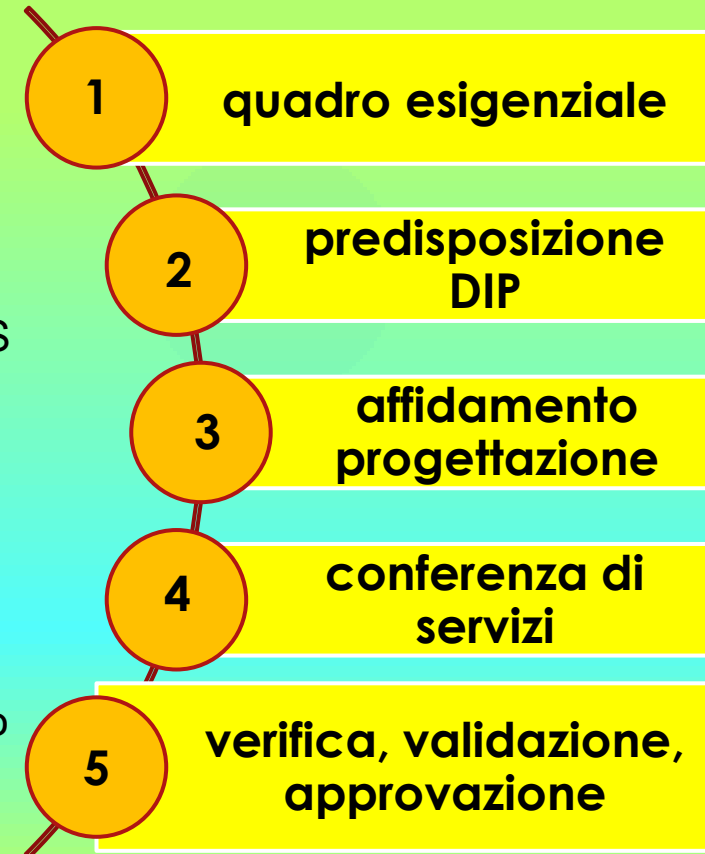 1
quadro esigenziale
2
predisposizione
DIP
3
affidamento
progettazione
4
conferenza di
servizi
5
verifica, validazione,
approvazione